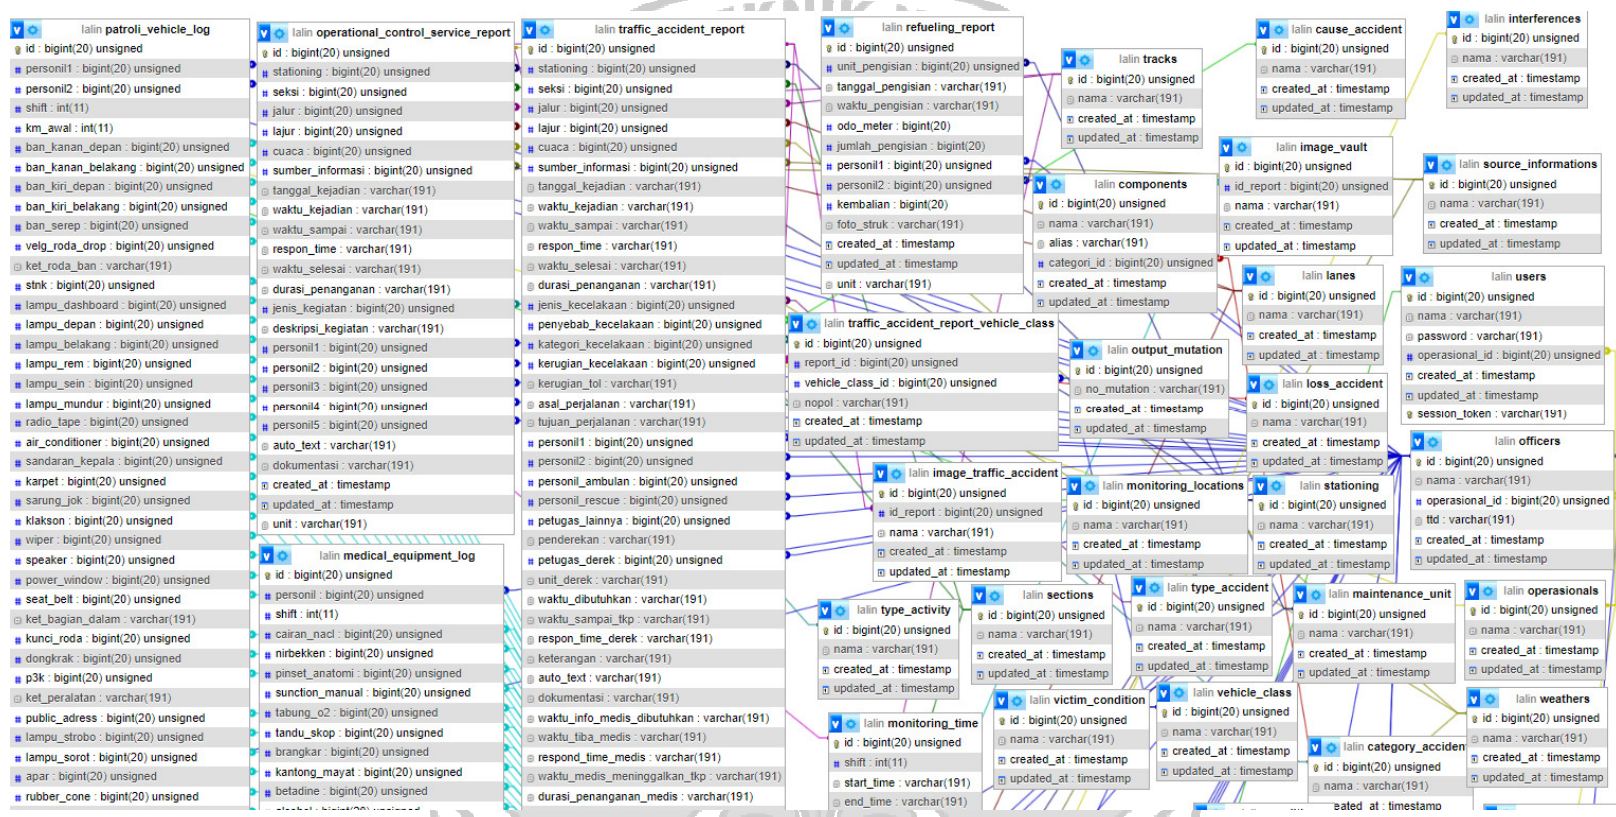 lalin patroli_vehicle_log
id : bigint(20) unsigned
personil1 : bigint(20) unsigned
personil2 : bigint(20) unsigned
shift : int(11)
km_awal : int(11)
ban_kanan_depan : bigint(20) unsigned
ban_kanan_belakang : bigint(20) unsigned
ban_kiri_depan : bigint(20) unsigned
ban_kiri_belakang : bigint(20) unsigned
ban_serep : bigint(20) unsigned
velg_roda_drop : bigint(20) unsigned
ket_roda_ban : varchar(191)
stnk : bigint(20) unsigned
lampu_dashboard : bigint(20) unsigned
lampu_depan : bigint(20) unsigned
lampu_belakang : bigint(20) unsigned
lampu_rem : bigint(20) unsigned
lampu_sein : bigint(20) unsigned
lampu_mundur : bigint(20) unsigned
radio_tape : bigint(20) unsigned
air_conditioner : bigint(20) unsigned
sandaran_kepala : bigint(20) unsigned
karpet : bigint(20) unsigned
sarung_jok : bigint(20) unsigned
klakson : bigint(20) unsigned
wiper : bigint(20) unsigned
speaker : bigint(20) unsigned
power_window : bigint(20) unsigned
seat_belt : bigint(20) unsigned
ket_bagian_dalam : varchar(191)
kunci_roda : bigint(20) unsigned
dongkrak : bigint(20) unsigned
p3k : bigint(20) unsigned
ket_peralatan : varchar(191)
public_adress : bigint(20) unsigned
lampu_strobo : bigint(20) unsigned
lampu_sorot : bigint(20) unsigned
apar : bigint(20) unsigned
rubber_cone : bigint(20) unsigned
lalin operational_control_service_report
id : bigint(20) unsigned
stationing : bigint(20) unsigned
seksi : bigint(20) unsigned
jalur : bigint(20) unsigned
lajur : bigint(20) unsigned
cuaca : bigint(20) unsigned
sumber_informasi : bigint(20) unsigned
tanggal_kejadian : varchar(191)
waktu_kejadian : varchar(191)
waktu_sampai : varchar(191)
respon_time : varchar(191)
waktu_selesai : varchar(191)
durasi_penanganan : varchar(191)
jenis_kegiatan : bigint(20) unsigned
deskripsi_kegiatan : varchar(191)
personil1 : bigint(20) unsigned
personil2 : bigint(20) unsigned
personil3 : bigint(20) unsigned
personil4 : bigint(20) unsigned
personil5 : bigint(20) unsigned
auto_text : varchar(191)
dokumentasi : varchar(191)
created_at : timestamp
updated_at : timestamp
unit : varchar(191)
lalin medical_equipment_log
id : bigint(20) unsigned
personil : bigint(20) unsigned
shift : int(11)
cairan_nacl : bigint(20) unsigned
nirbekken : bigint(20) unsigned
pinset_anatomi : bigint(20) unsigned
sunction_manual : bigint(20) unsigned
tabung_o2 : bigint(20) unsigned
tandu_skop : bigint(20) unsigned
brangkar : bigint(20) unsigned
kantong_mayat : bigint(20) unsigned
betadine : bigint(20) unsigned
lalin traffic_accident_report
id : bigint(20) unsigned
stationing : bigint(20) unsigned
seksi : bigint(20) unsigned
jalur : bigint(20) unsigned
lajur : bigint(20) unsigned
cuaca : bigint(20) unsigned
sumber_informasi : bigint(20) unsigned
tanggal_kejadian : varchar(191)
waktu_kejadian : varchar(191)
waktu_sampai : varchar(191)
respon_time : varchar(191)
waktu_selesai : varchar(191)
durasi_penanganan : varchar(191)
jenis_kecelakaan : bigint(20) unsigned
penyebab_kecelakaan : bigint(20) unsigned
kategori_kecelakaan : bigint(20) unsigned
kerugian_kecelakaan : bigint(20) unsigned
kerugian_tol : varchar(191)
asal_perjalanan : varchar(191)
tujuan_perjalanan : varchar(191)
personil1 : bigint(20) unsigned
personil2 : bigint(20) unsigned
personil_ambulan : bigint(20) unsigned
personil_rescue : bigint(20) unsigned
petugas_lainnya : bigint(20) unsigned
penderekan : varchar(191)
petugas_derek : bigint(20) unsigned
unit_derek : varchar(191)
waktu_dibutuhkan : varchar(191)
waktu_sampai_tkp : varchar(191)
respon_time_derek : varchar(191)
keterangan : varchar(191)
auto_text : varchar(191)
dokumentasi : varchar(191)
waktu_info_medis_dibutuhkan : varchar(191)
waktu_tiba_medis : varchar(191)
respond_time_medis : varchar(191)
waktu_medis_meninggalkan_tkp : varchar(191)
durasi_penanganan_medis : varchar(191)
lalin refueling_report
id : bigint(20) unsigned
unit_pengisian : bigint(20) unsigned
tanggal_pengisian : varchar(191)
waktu_pengisian : varchar(191)
odo_meter : bigint(20)
jumlah_pengisian : bigint(20)
personil1 : bigint(20) unsigned
personil2 : bigint(20) unsigned
kembalian : bigint(20)
foto_struk : varchar(191)
created_at : timestamp
updated_at : timestamp
unit : varchar(191)
lalin tracks
id : bigint(20) unsigned
nama : varchar(191)
created_at : timestamp
updated_at : timestamp
lalin cause_accident
id : bigint(20) unsigned
nama : varchar(191)
created_at : timestamp
updated_at : timestamp
lalin interferences
id : bigint(20) unsigned
nama : varchar(191)
created_at : timestamp
updated_at : timestamp
lalin components
id : bigint(20) unsigned
nama : varchar(191)
alias : varchar(191)
categori_id : bigint(20) unsigned
created_at : timestamp
updated_at : timestamp
lalin image_vault
id : bigint(20) unsigned
id_report : bigint(20) unsigned
nama : varchar(191)
created_at : timestamp
updated_at : timestamp
lalin source_informations
id : bigint(20) unsigned
nama : varchar(191)
created_at : timestamp
updated_at : timestamp
lalin lanes
id : bigint(20) unsigned
nama : varchar(191)
created_at : timestamp
updated_at : timestamp
lalin users
id : bigint(20) unsigned
nama : varchar(191)
password : varchar(191)
operasional_id : bigint(20) unsigned
created_at : timestamp
updated_at : timestamp
session_token : varchar(191)
lalin traffic_accident_report_vehicle_class
id : bigint(20) unsigned
report_id : bigint(20) unsigned
vehicle_class_id : bigint(20) unsigned
nopol : varchar(191)
created_at : timestamp
updated_at : timestamp
lalin output_mutation
id : bigint(20) unsigned
no_mutation : varchar(191)
created_at : timestamp
updated_at : timestamp
lalin loss_accident
id : bigint(20) unsigned
nama : varchar(191)
created_at : timestamp
updated_at : timestamp
lalin officers
id : bigint(20) unsigned
nama : varchar(191)
operasional_id : bigint(20) unsigned
ttd : varchar(191)
created_at : timestamp
updated_at : timestamp
lalin image_traffic_accident
id : bigint(20) unsigned
id_report : bigint(20) unsigned
nama : varchar(191)
created_at : timestamp
updated_at : timestamp
lalin monitoring_locations
id : bigint(20) unsigned
nama : varchar(191)
created_at : timestamp
updated_at : timestamp
lalin stationing
id : bigint(20) unsigned
nama : varchar(191)
created_at : timestamp
updated_at : timestamp
lalin type_activity
id : bigint(20) unsigned
nama : varchar(191)
created_at : timestamp
updated_at : timestamp
lalin sections
id : bigint(20) unsigned
nama : varchar(191)
created_at : timestamp
updated_at : timestamp
lalin type_accident
id : bigint(20) unsigned
nama : varchar(191)
created_at : timestamp
updated_at : timestamp
lalin maintenance_unit
id : bigint(20) unsigned
nama : varchar(191)
created_at : timestamp
updated_at : timestamp
lalin operasionals
id : bigint(20) unsigned
nama : varchar(191)
created_at : timestamp
updated_at : timestamp
lalin monitoring_time
id : bigint(20) unsigned
shift : int(11)
start_time : varchar(191)
end_time : varchar(191)
lalin victim_condition
id : bigint(20) unsigned
nama : varchar(191)
created_at : timestamp
updated_at : timestamp
lalin vehicle_class
id : bigint(20) unsigned
nama : varchar(191)
created_at : timestamp
updated_at : timestamp
lalin category_accident
id : bigint(20) unsigned
nama : varchar(191)
eated_at : timestamp
lalin weathers
id : bigint(20) unsigned
nama : varchar(191)
created_at : timestamp
updated_at : timestamp